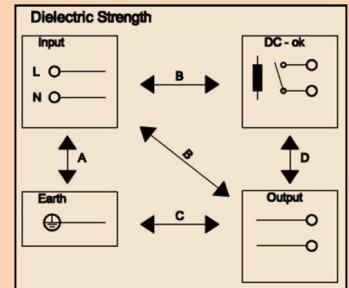 Dielectric Strength
Input
DC - ok
L
N
B
A
B
D
Earth
C
Output